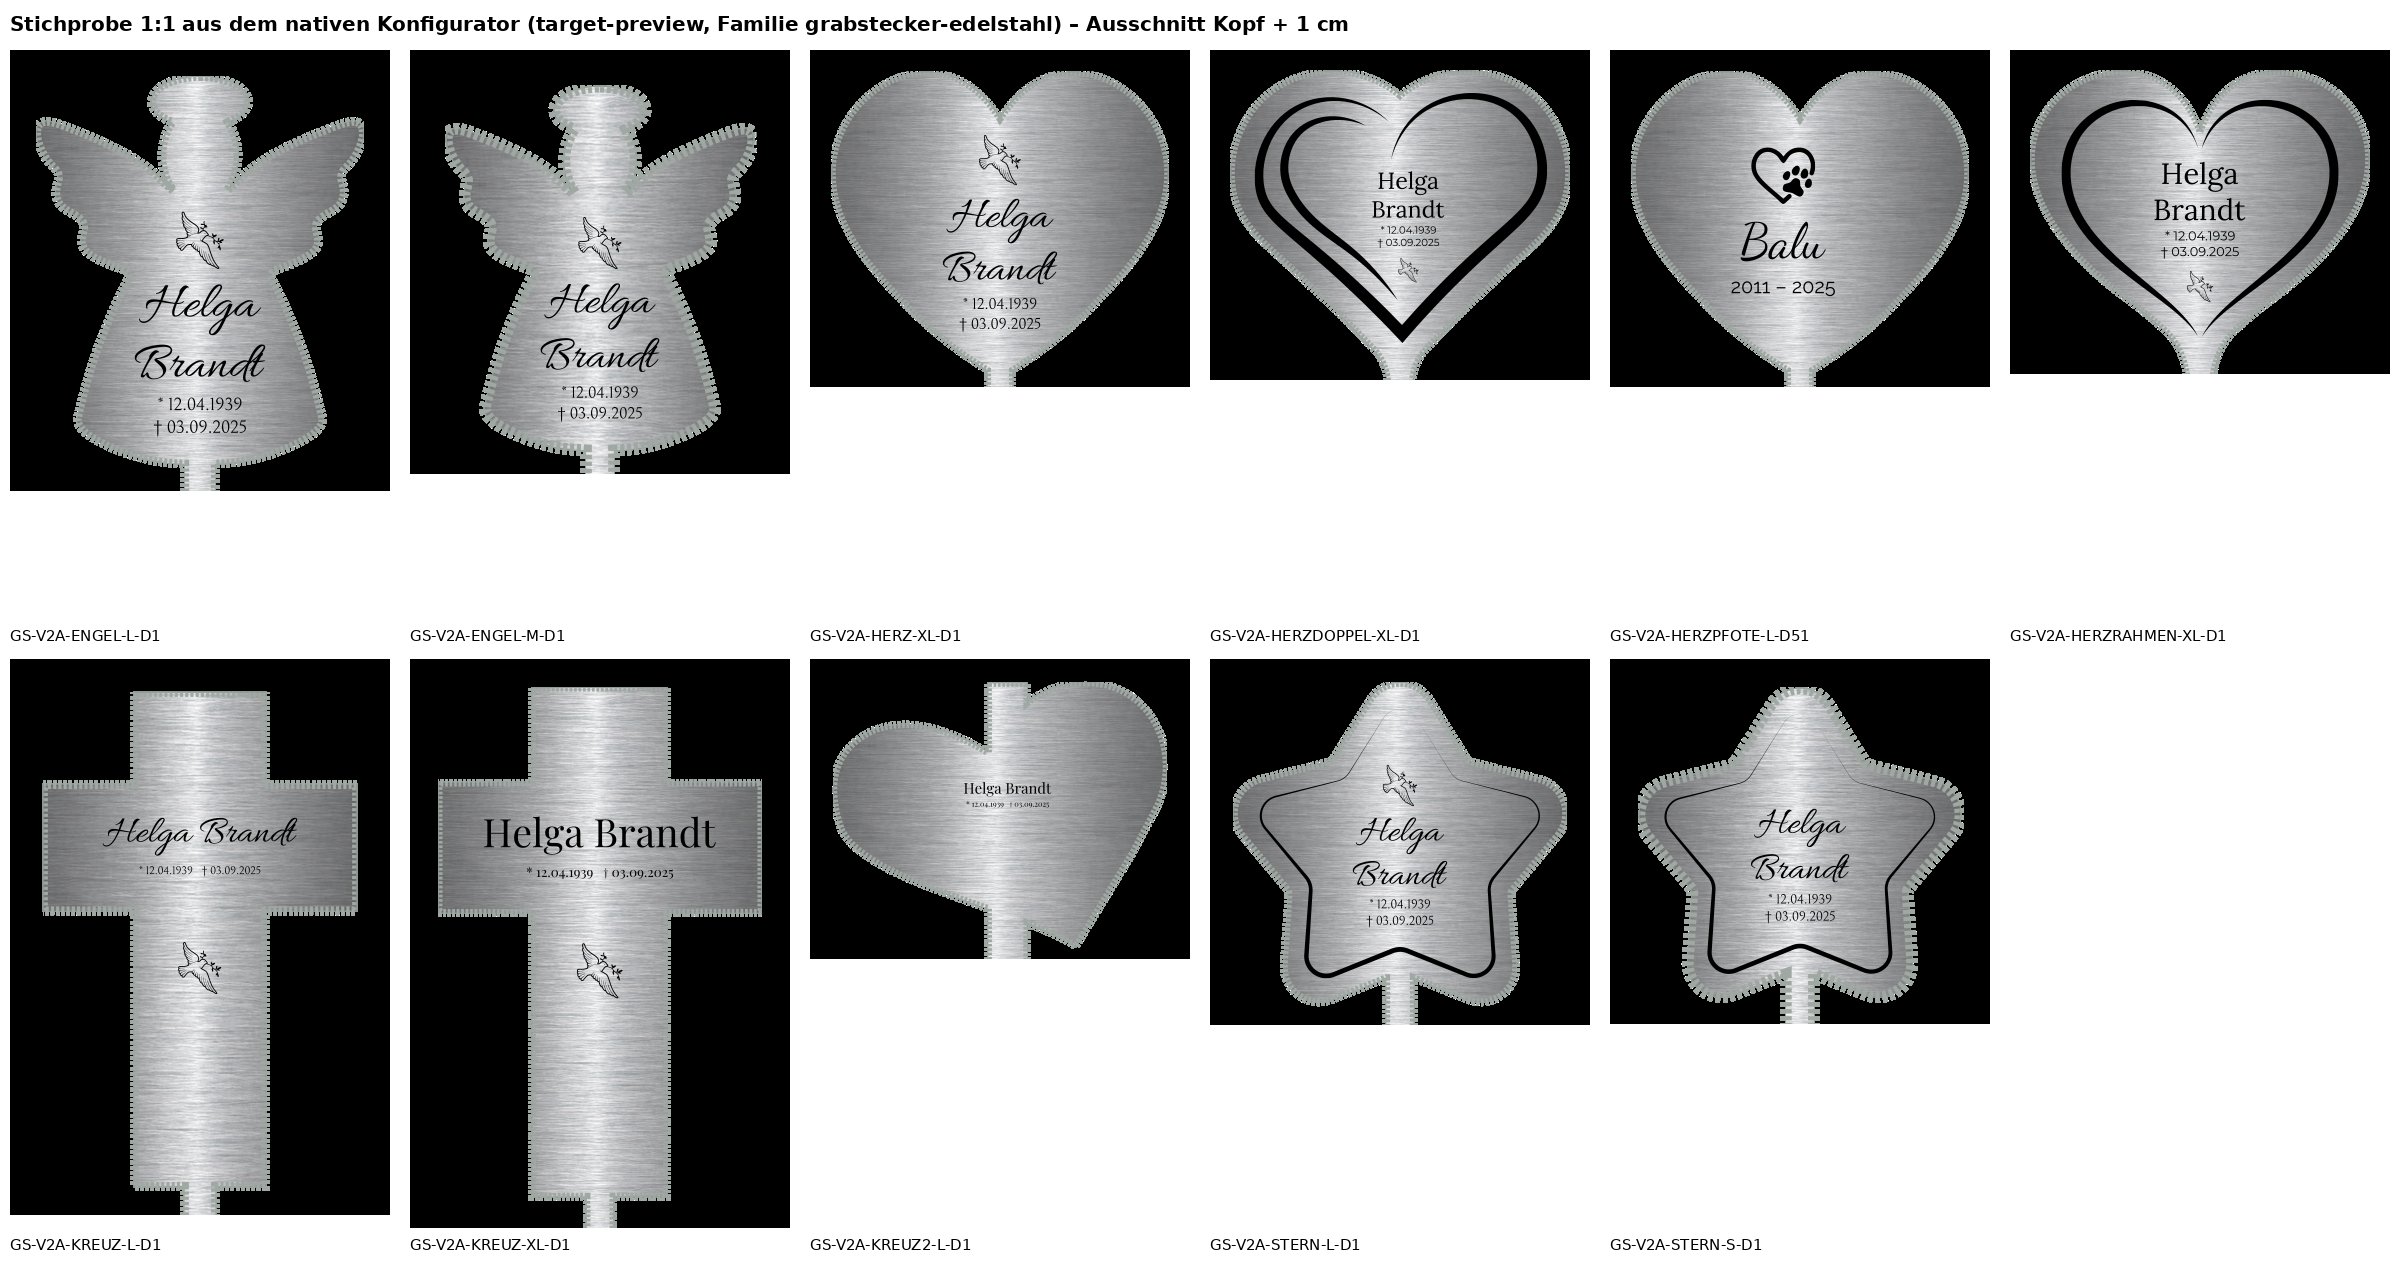 Stichprobe 1:1 aus dem nativen Konfigurator (target-preview, Familie grabstecker-edelstahl) – Ausschnitt Kopf + 1 cm
Helga
Brandt
* 12.04.1939
† 03.09.2025
GS-V2A-ENGEL-L-D1
Helga
Brandt
* 12.04.1939
† 03.09.2025
GS-V2A-ENGEL-M-D1
Helga
Brandt
* 12.04.1939
† 03.09.2025
GS-V2A-HERZ-XL-D1
Helga
Brandt
* 12.04.1939
† 03.09.2025
GS-V2A-HERZDOPPEL-XL-D1
Balu
2011 – 2025
GS-V2A-HERZPFOTE-L-D51
Helga
Brandt
* 12.04.1939
† 03.09.2025
GS-V2A-HERZRAHMEN-XL-D1
Helga Brandt
* 12.04.1939 † 03.09.2025
GS-V2A-KREUZ-L-D1
Helga Brandt
* 12.04.1939 † 03.09.2025
GS-V2A-KREUZ-XL-D1
Helga Brandt
* 12.04.1939 † 03.09.2025
GS-V2A-KREUZ2-L-D1
Helga
Brandt
* 12.04.1939
† 03.09.2025
GS-V2A-STERN-L-D1
Helga
Brandt
* 12.04.1939
† 03.09.2025
GS-V2A-STERN-S-D1